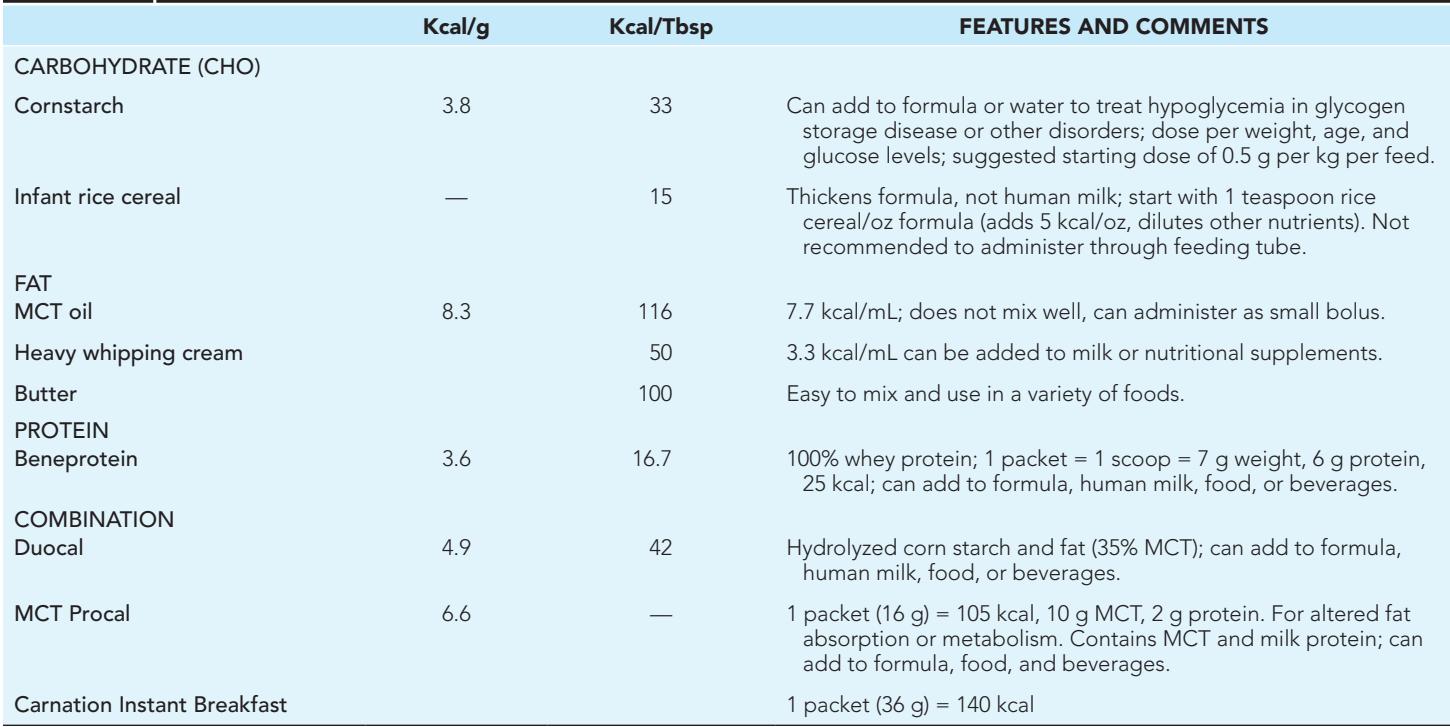 Kcal/g Kcal/Tbsp FEATURES AND COMMENTS
CARBOHYDRATE (CHO)
Cornstarch 3.8 33 Can add to formula or water to treat hypoglycemia in glycogen
storage disease or other disorders; dose per weight, age, and
glucose levels; suggested starting dose of 0.5 g per kg per feed.
Infant rice cereal — 15 Thickens formula, not human milk; start with 1 teaspoon rice
cereal/oz formula (adds 5 kcal/oz, dilutes other nutrients). Not
recommended to administer through feeding tube.
FAT
MCT oil 8.3 116 7.7 kcal/mL; does not mix well, can administer as small bolus.
Heavy whipping cream 50 3.3 kcal/mL can be added to milk or nutritional supplements.
Butter 100 Easy to mix and use in a variety of foods.
PROTEIN
Beneprotein 3.6 16.7 100% whey protein; 1 packet = 1 scoop = 7 g weight, 6 g protein,
25 kcal; can add to formula, human milk, food, or beverages.
COMBINATION
Duocal 4.9 42 Hydrolyzed corn starch and fat (35% MCT); can add to formula,
human milk, food, or beverages.
MCT Procal 6.6 — 1 packet (16 g) = 105 kcal, 10 g MCT, 2 g protein. For altered fat
absorption or metabolism. Contains MCT and milk protein; can
add to formula, food, and beverages.
Carnation Instant Breakfast 1 packet (36 g) = 140 kcal